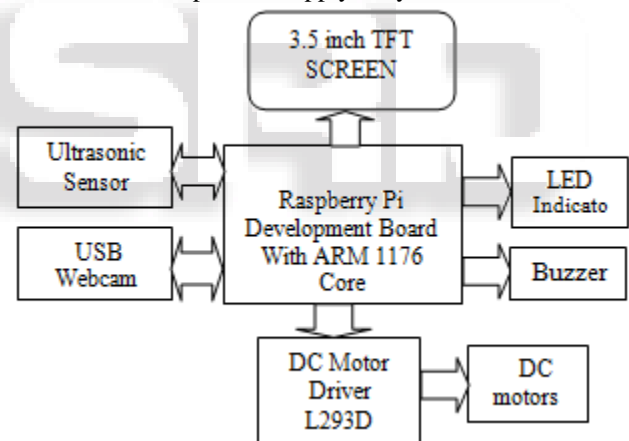 3.5 inch TFT
SCREEN
Ultrasonic
Sensor
Raspberry Pi
Development Board
With ARM 1176
Core
LED
Indicato
USB
Webcam
Buzzer
DC Motor
Driver
L293D
DC
motors